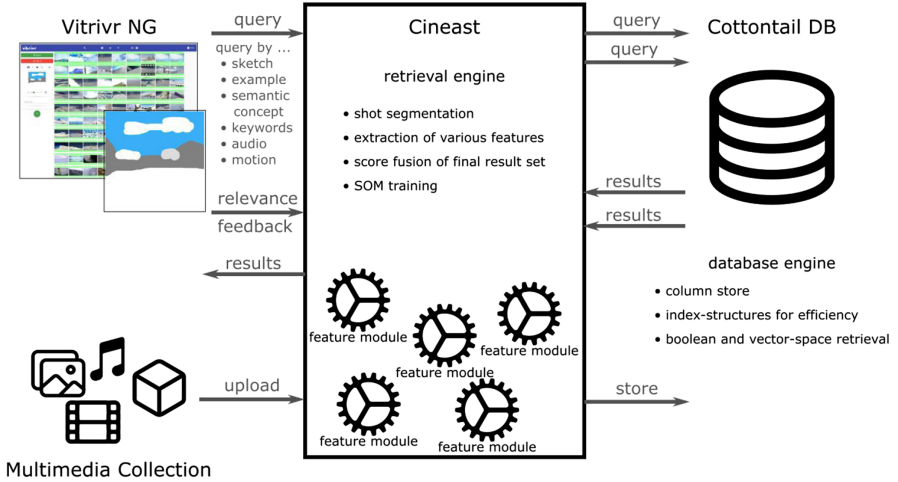 Vitrivr NG
vitrivr
query
query by ...
• sketch
• example
• semantic
concept
• keywords
• audio
• motion
relevance
feedback
results
upload
Multimedia Collection
Cineast
retrieval engine
• shot segmentation
• extraction of various features
• score fusion of final result set
• SOM training
feature module
feature module
feature module
feature module
feature module
query
query
results
results
store
Cottontail DB
database engine
• column store
• index-structures for efficiency
• boolean and vector-space retrieval